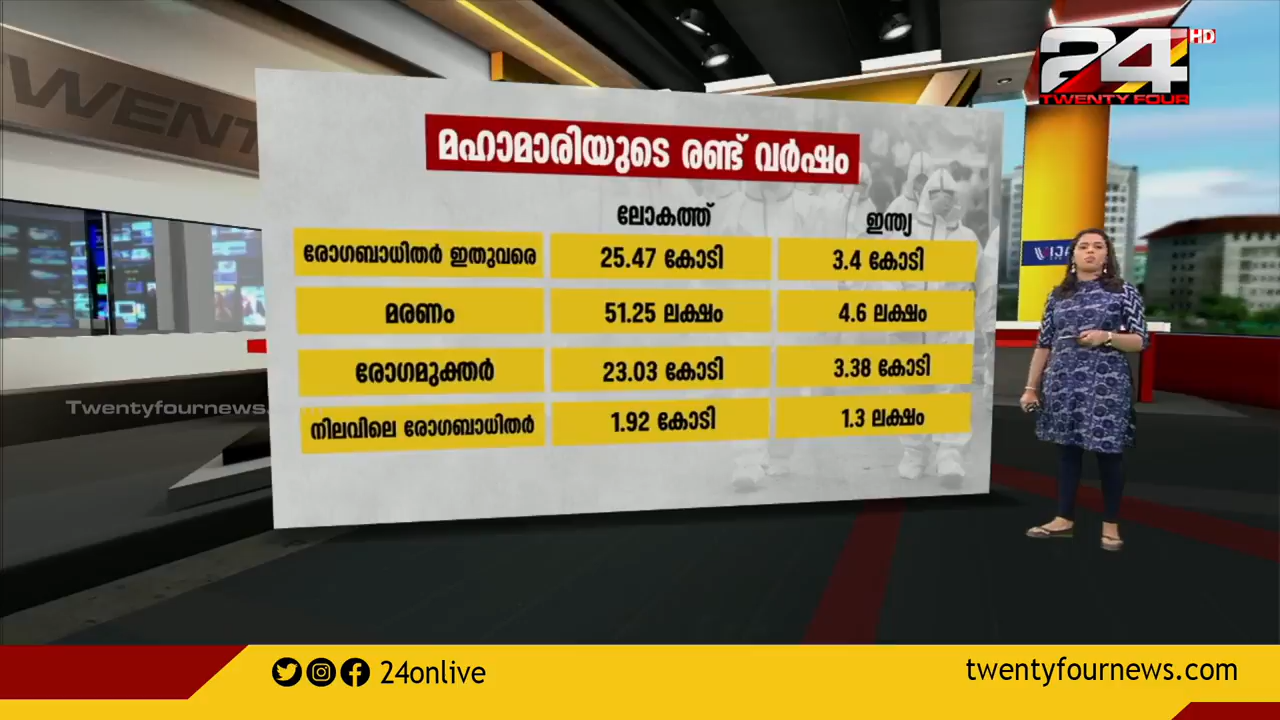 24 HD
TWENTY FOUR
TWENT
മഹാമാരിയുടെ രണ്ട് വർഷം
ലോകത്ത് ഇന്ത്യ
രോഗബാധിതർ ഇതുവരെ 25.47 കോടി 3.4 കോടി
മരണം 51.25 ലക്ഷം 4.6 ലക്ഷം
രോഗമുക്തർ 23.03 കോടി 3.38 കോടി
നിലവിലെ രോഗബാധിതർ 1.92 കോടി 1.3 ലക്ഷം
Twentyfournews.
24onlive
twentyfournews.com